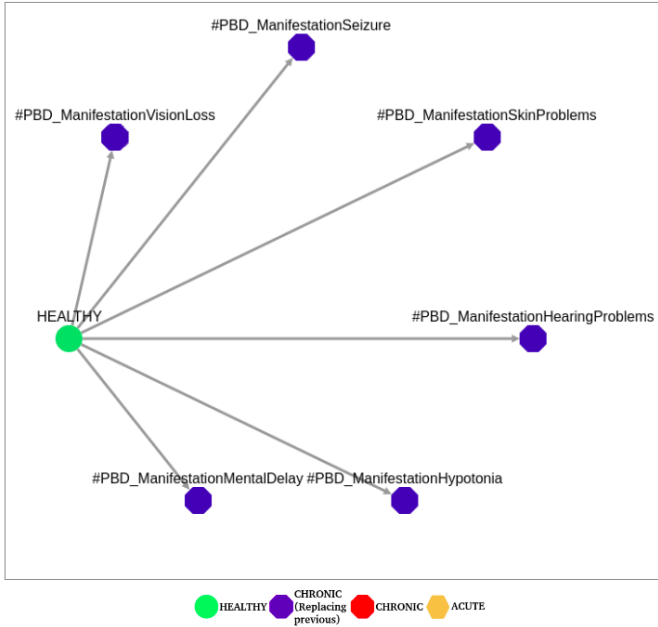 #PBD_ManifestationSeizure
#PBD_ManifestationVisionLoss
#PBD_ManifestationSkinProblems
HEALTHY
#PBD_ManifestationHearingProblems
#PBD_ManifestationMentalDelay
#PBD_ManifestationHypotonia
HEALTHY
CHRONIC
(Replacing
previous)
CHRONIC
ACUTE